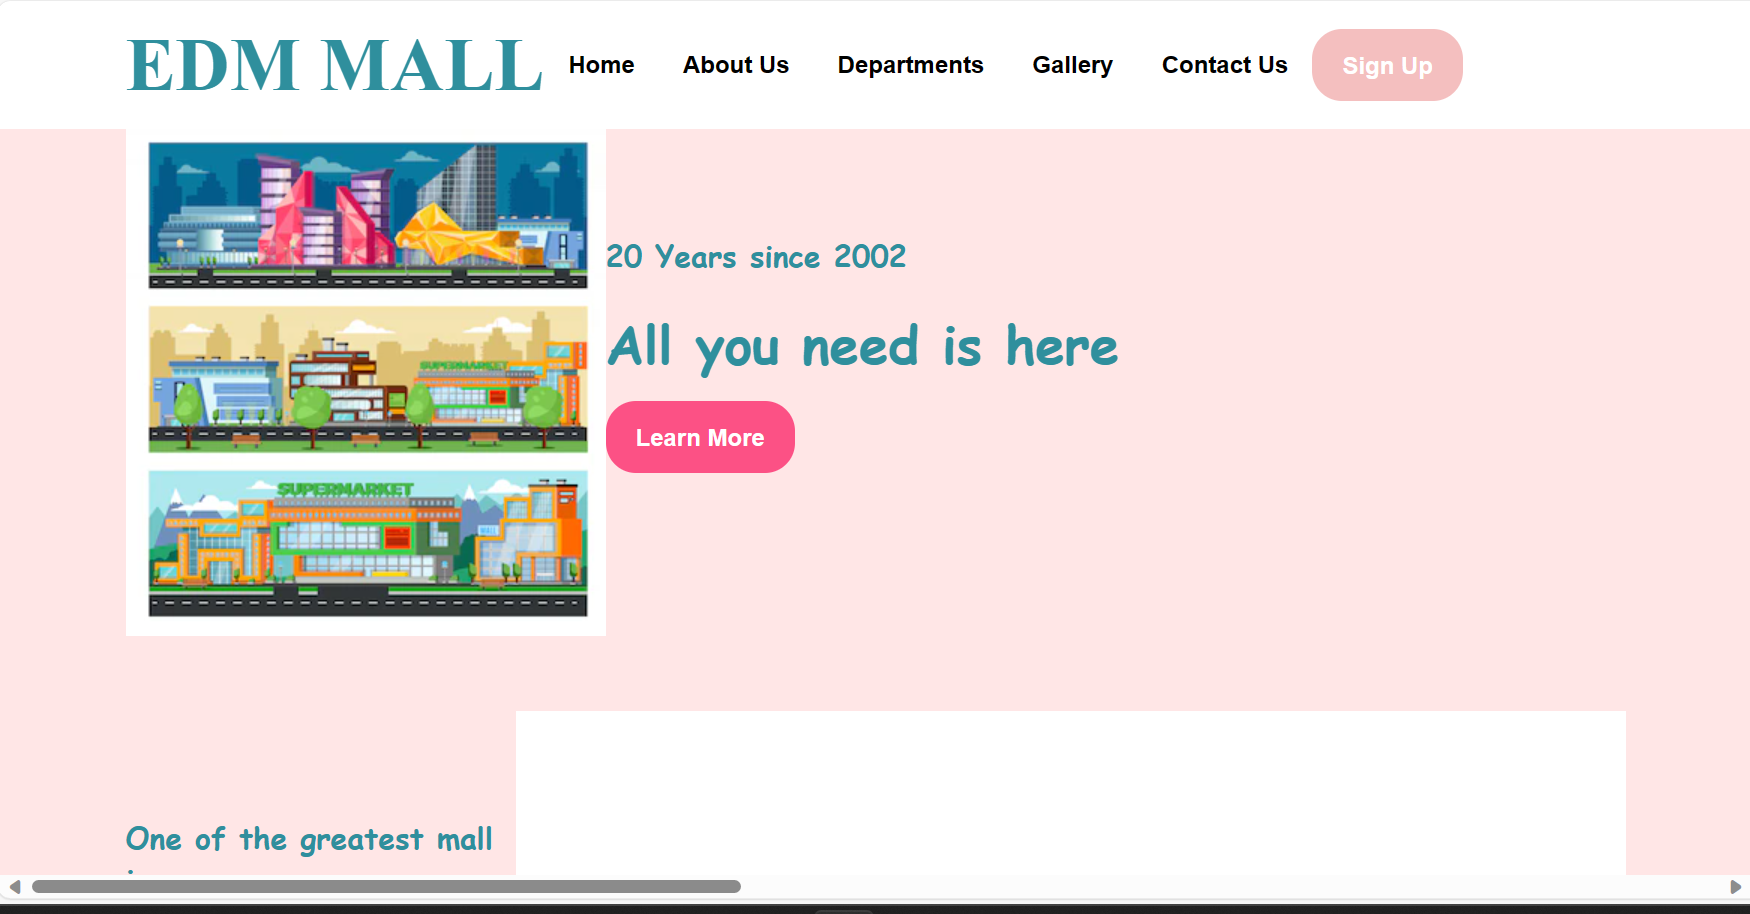 EDM MALL
Home
About Us
Departments
Gallery
Contact Us
Sign Up
20 Years since 2002
All you need is here
Learn More
SUPERMARKET
SUPERMARKET
MALL
One of the greatest mall